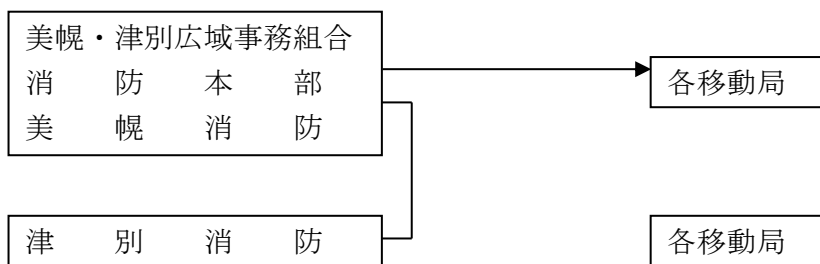 美幌・津別広域事務組合
消防本部
美幌消防
各移動局
津別消防
各移動局